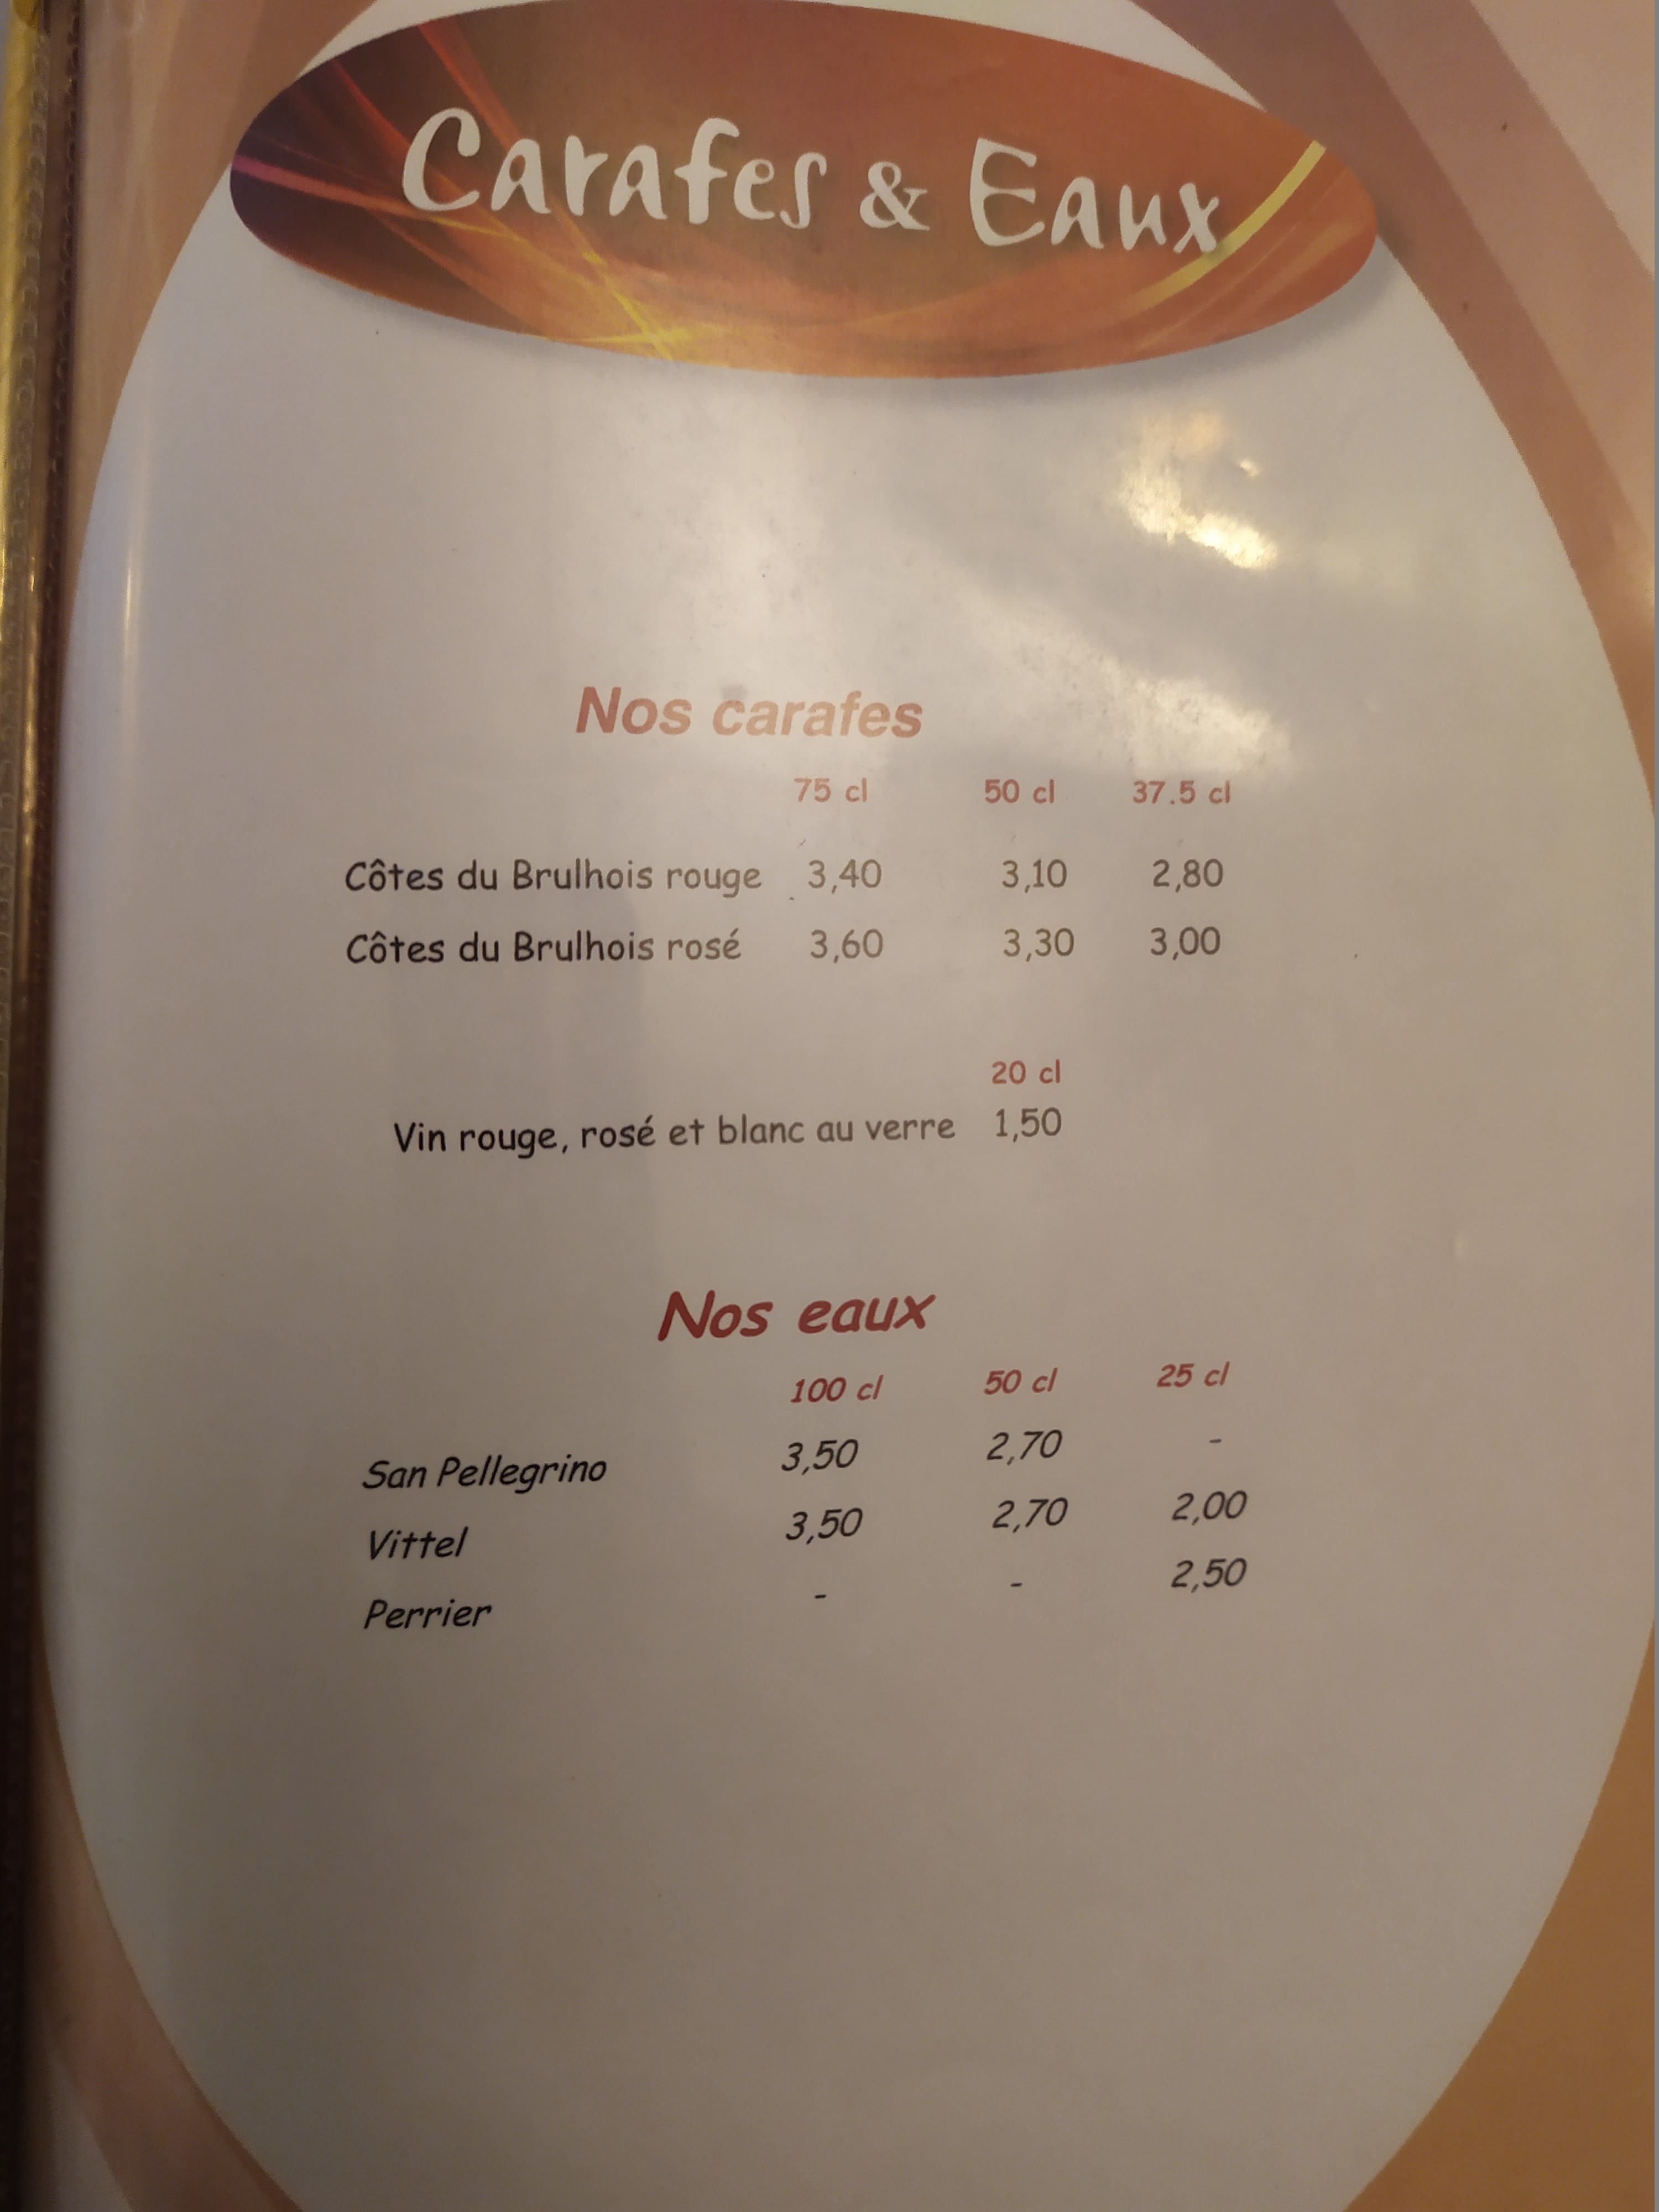 Carafes & Eaux
Nos carafes
75 cl 50 cl 37.5 cl
Côtes du Brulhois rouge 3,40 3,10 2,80
Côtes du Brulhois rosé 3,60 3,30 3,00
20 cl
Vin rouge, rosé et blanc au verre 1,50
Nos eaux
100 cl 50 cl 25 cl
San Pellegrino 3,50 2,70 -
Vittel 3,50 2,70 2,00
Perrier - - 2,50